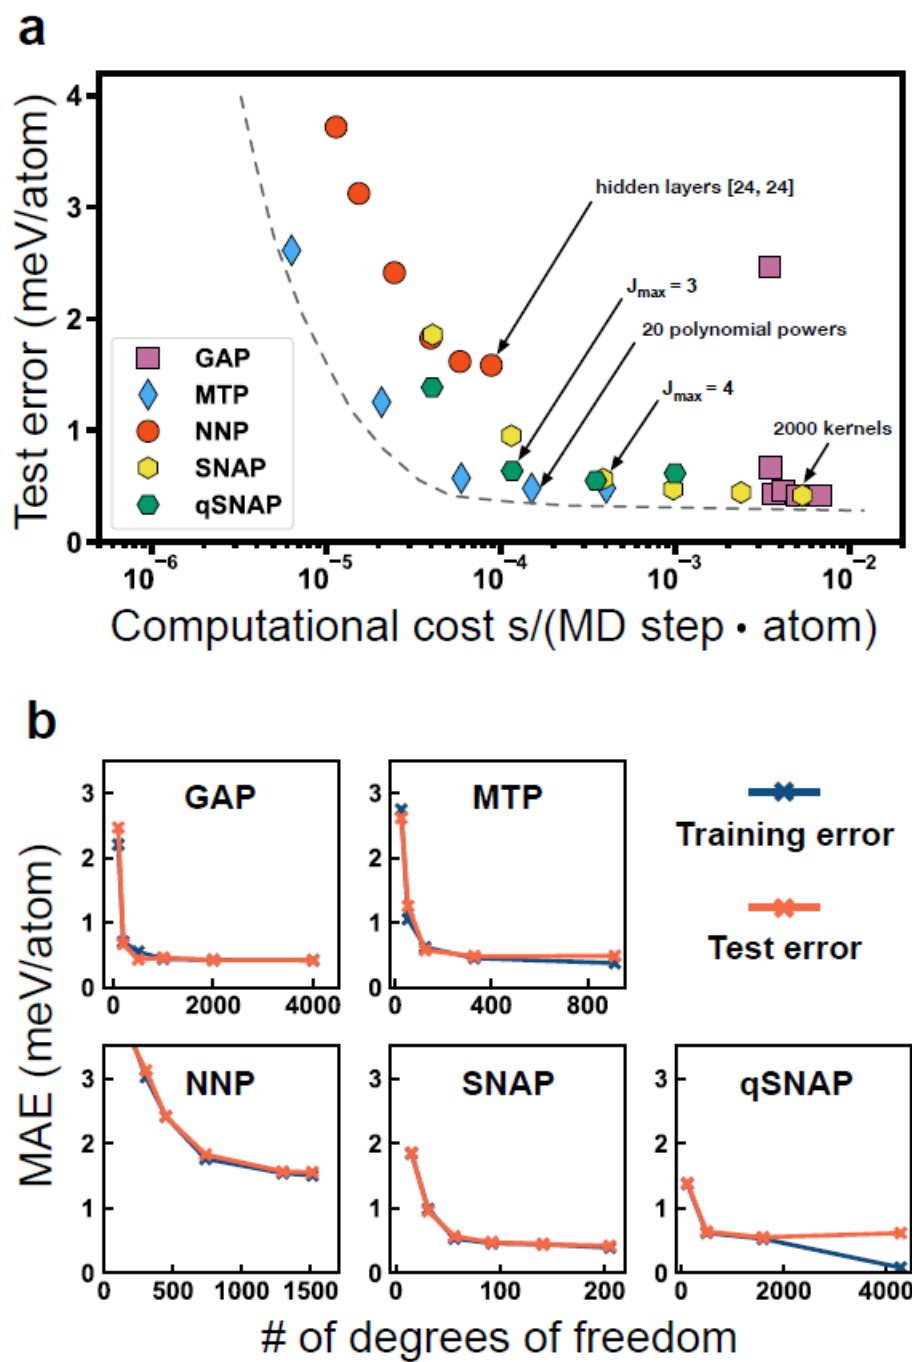 a
Test error (meV/atom)
4
3
2
1
0
hidden layers [24, 24]
Jmax = 3
20 polynomial powers
Jmax = 4
2000 kernels
GAP
MTP
NNP
SNAP
qSNAP
10−6
10−5
10−4
10−3
10−2
Computational cost s/(MD step · atom)
b
MAE (meV/atom)
GAP
3
2
1
0
0 2000 4000
MTP
3
2
1
0
0 400 800
Training error
Test error
NNP
3
2
1
0
0 500 1000 1500
SNAP
3
2
1
0
0 100 200
qSNAP
3
2
1
0
0 2000 4000
# of degrees of freedom